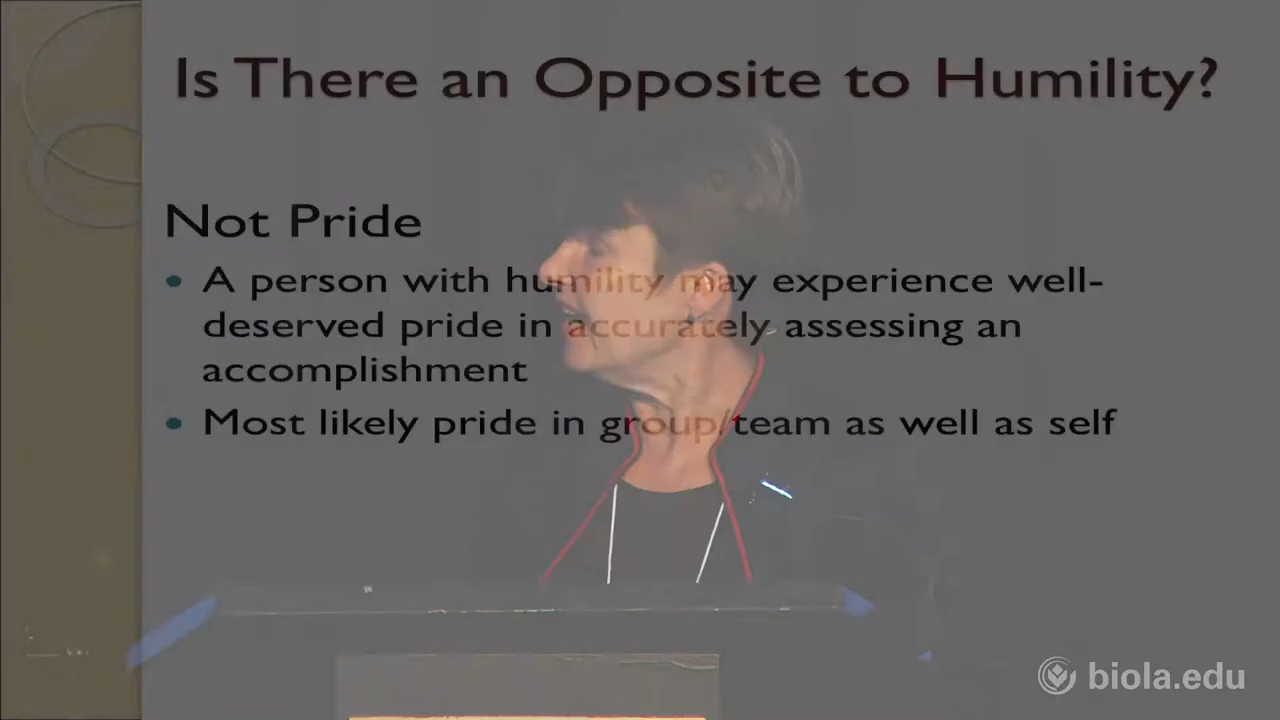 Is There an Opposite to Humility?
Not Pride
• A person with humility may experience well-
deserved pride in accurately assessing an
accomplishment
• Most likely pride in group/team as well as self
biola.edu